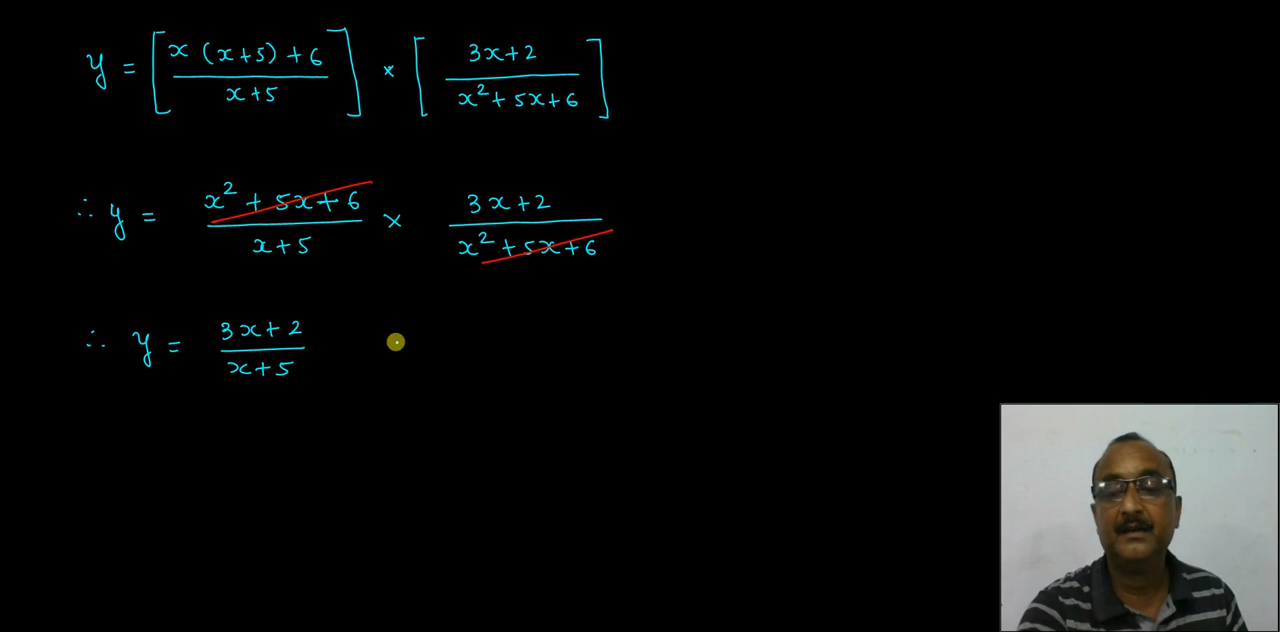 y = [x (x+5) + 6 / x+5] × [3x+2 / x² + 5x + 6]
∴ y = x² + 5x + 6 / x+5 × 3x+2 / x² + 5x + 6
∴ y = 3x+2 / x+5